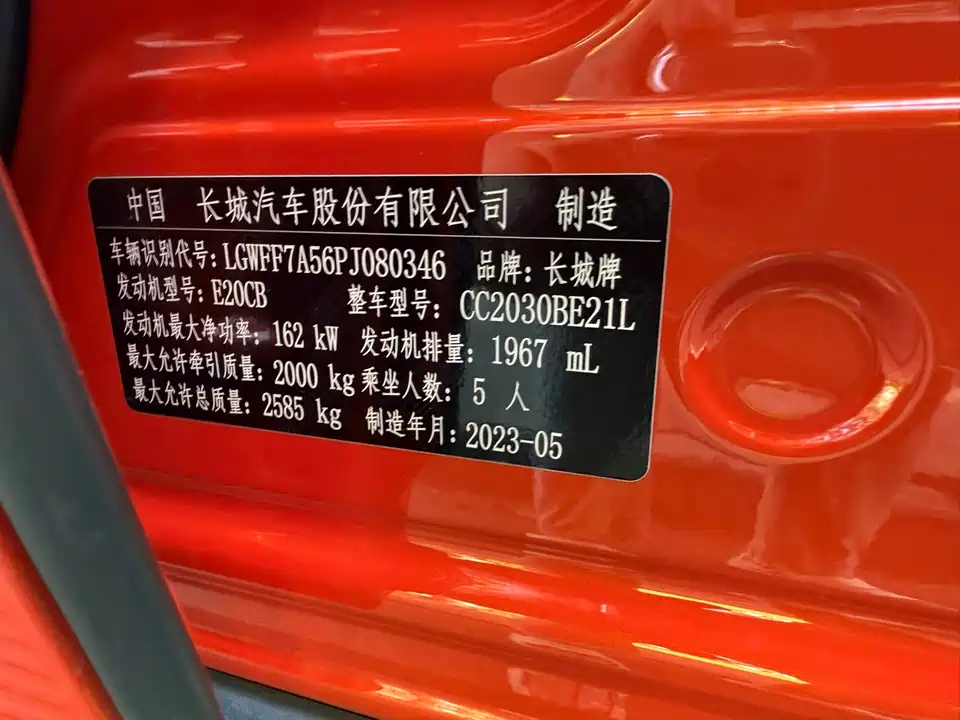 中国 长城汽车股份有限公司 制造
车辆识别代号: LGWFF7A56PJ080346 品牌: 长城牌
发动机型号: E20CB 整车型号: CC2030BE21L
发动机最大净功率: 162 kW 发动机排量: 1967 mL
最大允许牵引质量: 2000 kg 乘坐人数: 5 人
最大允许总质量: 2585 kg 制造年月: 2023-05